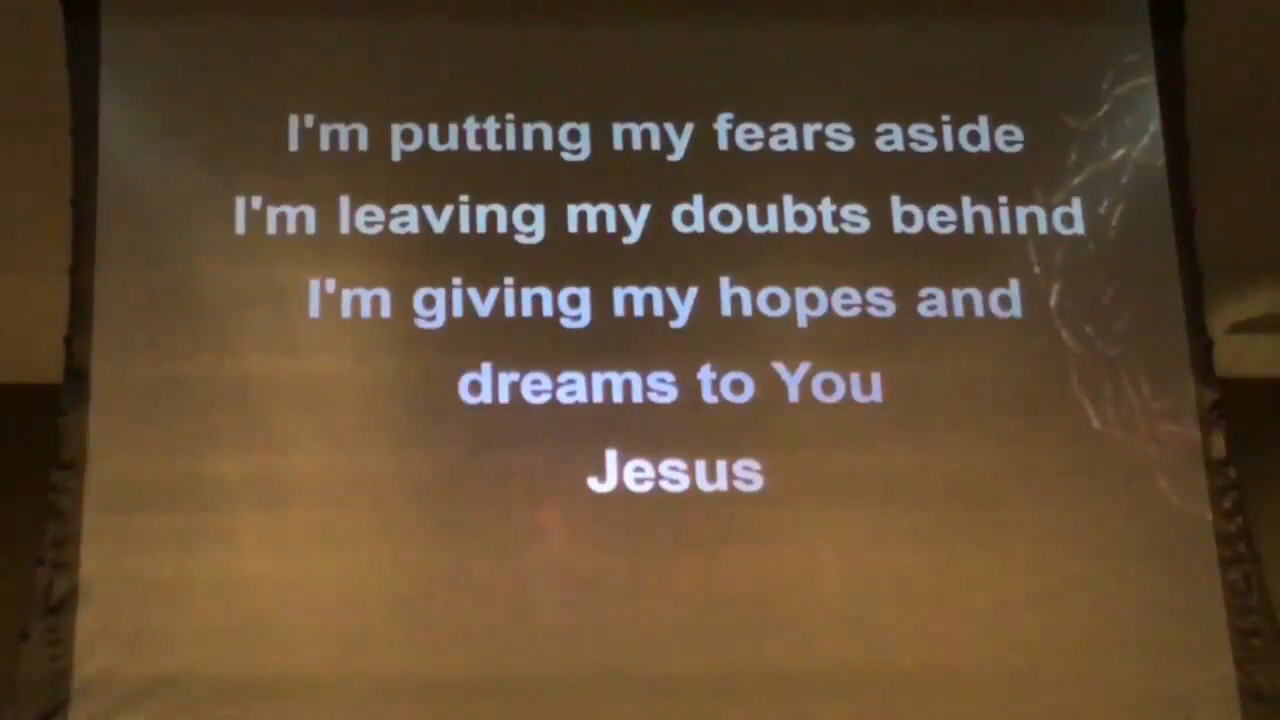 I'm putting my fears aside
I'm leaving my doubts behind
I'm giving my hopes and
dreams to You
Jesus